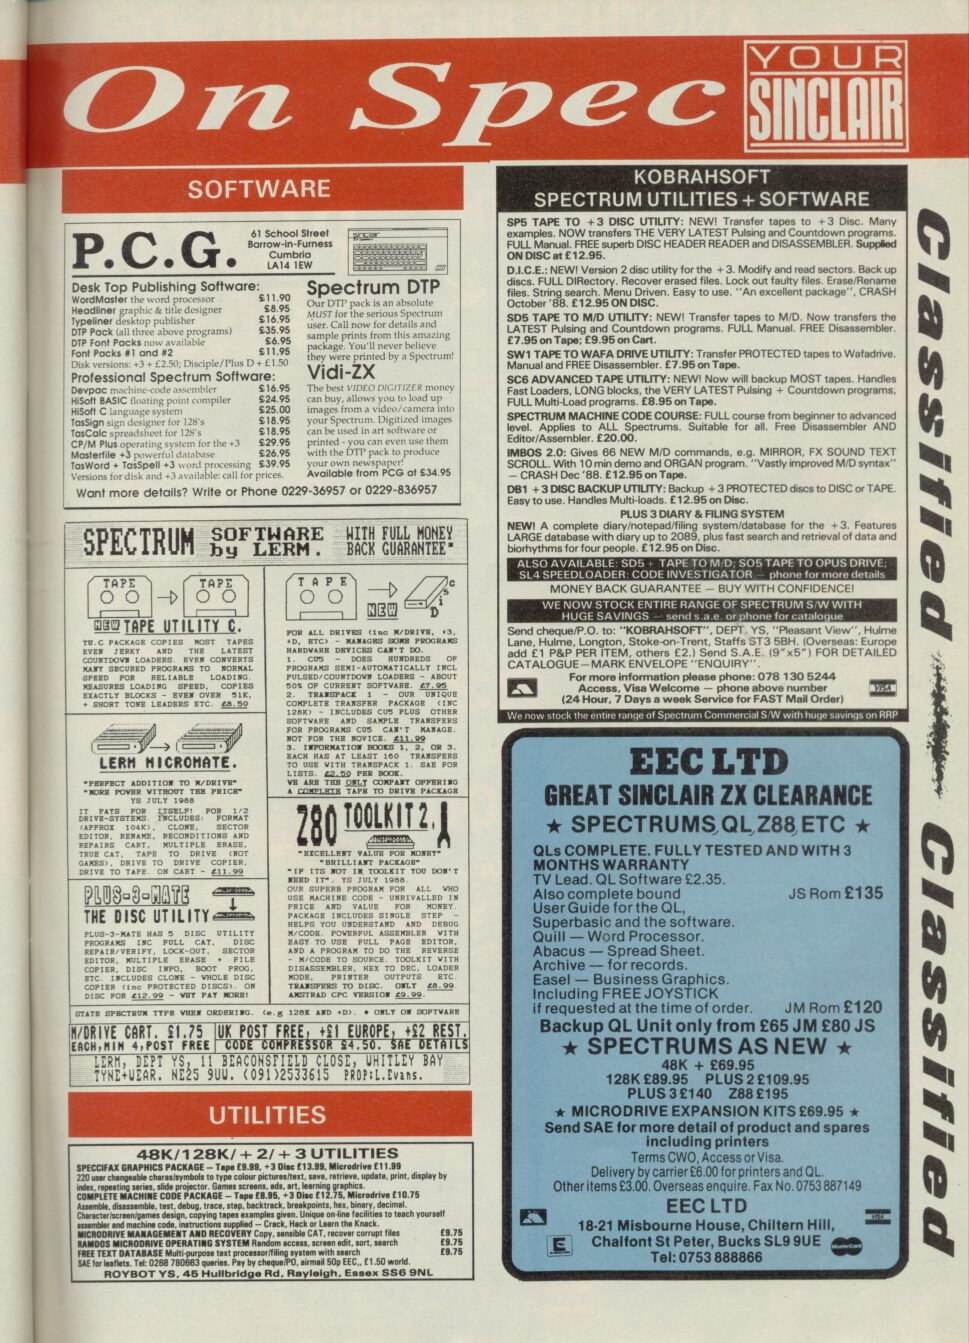 On Spec
YOUR
SINCLAIR
SOFTWARE
P.C.G.
61 School Street
Barrow-in-Furness
Cumbria
LA14 1EW
Desk Top Publishing Software:
WordMaster the word processor £11.90
Headliner graphic & title designer £8.95
Typeliner desktop publisher £16.95
DTP Pack (all three above programs) £35.95
DTP Font Packs now available £6.95
Font Packs #1 and #2 £11.95
Disk versions: +3 + £2.50; Disciple/Plus D + £1.50
Professional Spectrum Software:
Devpac machine-code assembler £16.95
HiSoft BASIC floating point compiler £24.95
HiSoft C language system £25.00
TasSign sign designer for 128's £18.95
TasCalc spreadsheet for 128's £18.95
CP/M Plus operating system for the +3 £29.95
Masterfile +3 powerful database £26.95
TasWord + TasSpell +3 word processing £39.95
Versions for disk and +3 available: call for prices.
Spectrum DTP
Our DTP pack is an absolute
MUST for the serious Spectrum
user. Call now for details and
sample prints from this amazing
package. You'll never believe
they were printed by a Spectrum!
Vidi-ZX
The best VIDEO DIGITIZER money
can buy, allows you to load up
images from a video/camera into
your Spectrum. Digitized images
can be used in art software or
printed - you can even use them
with the DTP pack to produce
your own newspaper!
Available from PCG at £34.95
Want more details? Write or Phone 0229-36957 or 0229-836957
SPECTRUM SOFTWARE by LERM. WITH FULL MONEY BACK GUARANTEE*
TAPE TAPE
NEW TAPE UTILITY C.
TU.C PACKAGE COPIES MOST TAPES
EVEN JERKY AND THE LATEST
COUNTDOWN LOADERS. EVEN CONVERTS
MANY SECURED PROGRAMS TO NORMAL
SPEED FOR RELIABLE LOADING.
MEASURES LOADING SPEED, COPIES
EXACTLY BLOCKS - EVEN OVER 51K,
+ SHORT TONE LEADERS ETC. £8.50
LERM MICROMATE.
"PERFECT ADDITION TO M/DRIVE"
"MORE POWER WITHOUT THE PRICE"
YS JULY 1988
IT PAYS FOR ITSELF! FOR 1/2
DRIVE-SYSTEMS. INCLUDES: FORMAT
(APPROX 104K), CLONE, SECTOR
EDITOR, RENAME, RECONDITIONS AND
REPAIRS CART, MULTIPLE ERASE,
TRUE CAT, TAPE TO DRIVE (NOT
GAMES), DRIVE TO DRIVE COPIER,
DRIVE TO TAPE. ON CART - £11.99
PLUS-3-MATE
THE DISC UTILITY
PLUS-3-MATE HAS 5 DISC UTILITY
PROGRAMS INC FULL CAT, DISC
REPAIR/VERIFY, LOCK-OUT, SECTOR
EDITOR, MULTIPLE ERASE + FILE
COPIER, DISC INFO, BOOT PROG,
ETC. INCLUDES CLONE - WHOLE DISC
COPIER (inc PROTECTED DISCS). ON
DISC FOR £12.99 - VHY PAY MORE!
TAPE
NEW
Disc
FOR ALL DRIVES (inc M/DRIVE, +3,
+D, ETC) - MANAGES SOME PROGRAMS
HARDWARE DEVICES CAN'T DO.
1. CU5 - DOES HUNDREDS OF
PROGRAMS SEMI-AUTOMATICALLY INCL
PULSED/COUNTDOWN LOADERS - ABOUT
50% OF CURRENT SOFTWARE. £7.95
2. TRANSPACK 1 - OUR UNIQUE
COMPLETE TRANSFER PACKAGE (INC
128K) - INCLUDES CU5 PLUS OTHER
SOFTWARE AND SAMPLE TRANSFERS
FOR PROGRAMS CU5 CAN'T MANAGE.
NOT FOR THE NOVICE. £11.99
3. INFORMATION BOOKS 1, 2, OR 3.
EACH HAS AT LEAST 160 TRANSFERS
TO USE WITH TRANSPACK 1. SAE FOR
LISTS. £2.50 PER BOOK.
WE ARE THE ONLY COMPANY OFFERING
A COMPLETE TAPE TO DRIVE PACKAGE
Z80 TOOLKIT 2.
"EXCELLENT VALUE FOR MONEY"
"BRILLIANT PACKAGE"
"IF ITS NOT IN TOOLKIT YOU DON'T
NEED IT". YS JULY 1988.
OUR SUPERB PROGRAM FOR ALL WHO
USE MACHINE CODE - UNRIVALLED IN
PRICE AND VALUE FOR MONEY.
PACKAGE INCLUDES SINGLE STEP -
HELPS YOU UNDERSTAND AND DEBUG
M/CODE. POWERFUL ASSEMBLER WITH
EASY TO USE FULL PAGE EDITOR,
AND A PROGRAM TO DO THE REVERSE
- M/CODE TO SOURCE. TOOLKIT WITH
DISASSEMBLER, HEX TO DEC, LOADER
MODE, PRINTER OUTPUTS ETC.
TRANSFERS TO DISC. ONLY £8.99.
AMSTRAD CPC VERSION £9.99.
STATE SPECTRUM TYPE WHEN ORDERING. (e.g 128K AND +D). * ONLY ON SOFTWARE
M/DRIVE CART. £1.75
EACH,MIN 4,POST FREE
UK POST FREE, +£1 EUROPE, +£2 REST.
CODE COMPRESSOR £4.50. SAE DETAILS
LERM, DEPT YS, 11 BEACONSFIELD CLOSE, WHITLEY BAY
TYNE+WEAR. NE25 9UW. (091)2533615 PROP:L.Evans.
UTILITIES
48K/128K/+2/+3 UTILITIES
SPECCIFAX GRAPHICS PACKAGE — Tape £9.99, +3 Disc £13.99, Microdrive £11.99
220 user changeable charas/symbols to type colour pictures/text, save, retrieve, update, print, display by
index, repeating series, slide projector. Games screens, ads, art, learning graphics.
COMPLETE MACHINE CODE PACKAGE — Tape £8.95, +3 Disc £12.75, Microdrive £10.75
Assemble, disassemble, test, debug, trace, step, backtrack, breakpoints, hex, binary, decimal.
Character/screen/games design, copying tapes examples given. Unique on-line facilities to teach yourself
assembler and machine code, instructions supplied — Crack, Hack or Learn the Knack.
MICRODRIVE MANAGEMENT AND RECOVERY Copy, sensible CAT, recover corrupt files £9.75
RAMDOS MICRODRIVE OPERATING SYSTEM Random access, screen edit, sort, search £9.75
FREE TEXT DATABASE Multi-purpose text processor/filing system with search £9.75
SAE for leaflets. Tel: 0268 780663 queries. Pay by cheque/PO, airmail 50p EEC., £1.50 world.
ROYBOT YS, 45 Hullbridge Rd, Rayleigh, Essex SS6 9NL
KOBRAHSOFT
SPECTRUM UTILITIES + SOFTWARE
SP5 TAPE TO +3 DISC UTILITY: NEW! Transfer tapes to +3 Disc. Many
examples. NOW transfers THE VERY LATEST Pulsing and Countdown programs.
FULL Manual. FREE superb DISC HEADER READER and DISASSEMBLER. Supplied
ON DISC at £12.95.
D.I.C.E.: NEW! Version 2 disc utility for the +3. Modify and read sectors. Back up
discs. FULL DIRectory. Recover erased files. Lock out faulty files. Erase/Rename
files. String search. Menu Driven. Easy to use. "An excellent package", CRASH
October '88. £12.95 ON DISC.
SD5 TAPE TO M/D UTILITY: NEW! Transfer tapes to M/D. Now transfers the
LATEST Pulsing and Countdown programs. FULL Manual. FREE Disassembler.
£7.95 on Tape; £9.95 on Cart.
SW1 TAPE TO WAFA DRIVE UTILITY: Transfer PROTECTED tapes to Wafadrive.
Manual and FREE Disassembler. £7.95 on Tape.
SC6 ADVANCED TAPE UTILITY: NEW! Now will backup MOST tapes. Handles
Fast Loaders, LONG blocks, the VERY LATEST Pulsing + Countdown programs,
FULL Multi-Load programs. £8.95 on Tape.
SPECTRUM MACHINE CODE COURSE: FULL course from beginner to advanced
level. Applies to ALL Spectrums. Suitable for all. Free Disassembler AND
Editor/Assembler. £20.00.
IMBOS 2.0: Gives 66 NEW M/D commands, e.g. MIRROR, FX SOUND TEXT
SCROLL. With 10 min demo and ORGAN program. "Vastly improved M/D syntax"
— CRASH Dec '88. £12.95 on Tape.
DB1 +3 DISC BACKUP UTILITY: Backup +3 PROTECTED discs to DISC or TAPE.
Easy to use. Handles Multi-loads. £12.95 on Disc.
PLUS 3 DIARY & FILING SYSTEM
NEW! A complete diary/notepad/filing system/database for the +3. Features
LARGE database with diary up to 2089, plus fast search and retrieval of data and
biorhythms for four people. £12.95 on Disc.
ALSO AVAILABLE: SD5 + TAPE TO M/D; SO5 TAPE TO OPUS DRIVE;
SL4 SPEEDLOADER: CODE INVESTIGATOR — phone for more details
MONEY BACK GUARANTEE — BUY WITH CONFIDENCE!
WE NOW STOCK ENTIRE RANGE OF SPECTRUM S/W WITH
HUGE SAVINGS — send s.a.e. or phone for catalogue
Send cheque/P.O. to: "KOBRAHSOFT", DEPT. YS, "Pleasant View", Hulme
Lane, Hulme, Longton, Stoke-on-Trent, Staffs ST3 5BH. (Overseas: Europe
add £1 P&P PER ITEM, others £2.) Send S.A.E. (9"x5") FOR DETAILED
CATALOGUE—MARK ENVELOPE "ENQUIRY".
For more information please phone: 078 130 5244
Access, Visa Welcome — phone above number
(24 Hour, 7 Days a week Service for FAST Mail Order)
VISA
We now stock the entire range of Spectrum Commercial S/W with huge savings on RRP
EEC LTD
GREAT SINCLAIR ZX CLEARANCE
★ SPECTRUMS, QL, Z88, ETC ★
QLs COMPLETE. FULLY TESTED AND WITH 3
MONTHS WARRANTY
TV Lead. QL Software £2.35.
Also complete bound JS Rom £135
User Guide for the QL,
Superbasic and the software.
Quill — Word Processor.
Abacus — Spread Sheet.
Archive — for records.
Easel — Business Graphics.
Including FREE JOYSTICK
if requested at the time of order. JM Rom £120
Backup QL Unit only from £65 JM £80 JS
★ SPECTRUMS AS NEW ★
48K + £69.95
128K £89.95 PLUS 2 £109.95
PLUS 3 £140 Z88 £195
★ MICRODRIVE EXPANSION KITS £69.95 ★
Send SAE for more detail of product and spares
including printers
Terms CWO, Access or Visa.
Delivery by carrier £6.00 for printers and QL.
Other items £3.00. Overseas enquire. Fax No. 0753 887149
EEC LTD
18-21 Misbourne House, Chiltern Hill,
Chalfont St Peter, Bucks SL9 9UE
Tel: 0753 888866
VISA
MasterCard
Classified
Classified